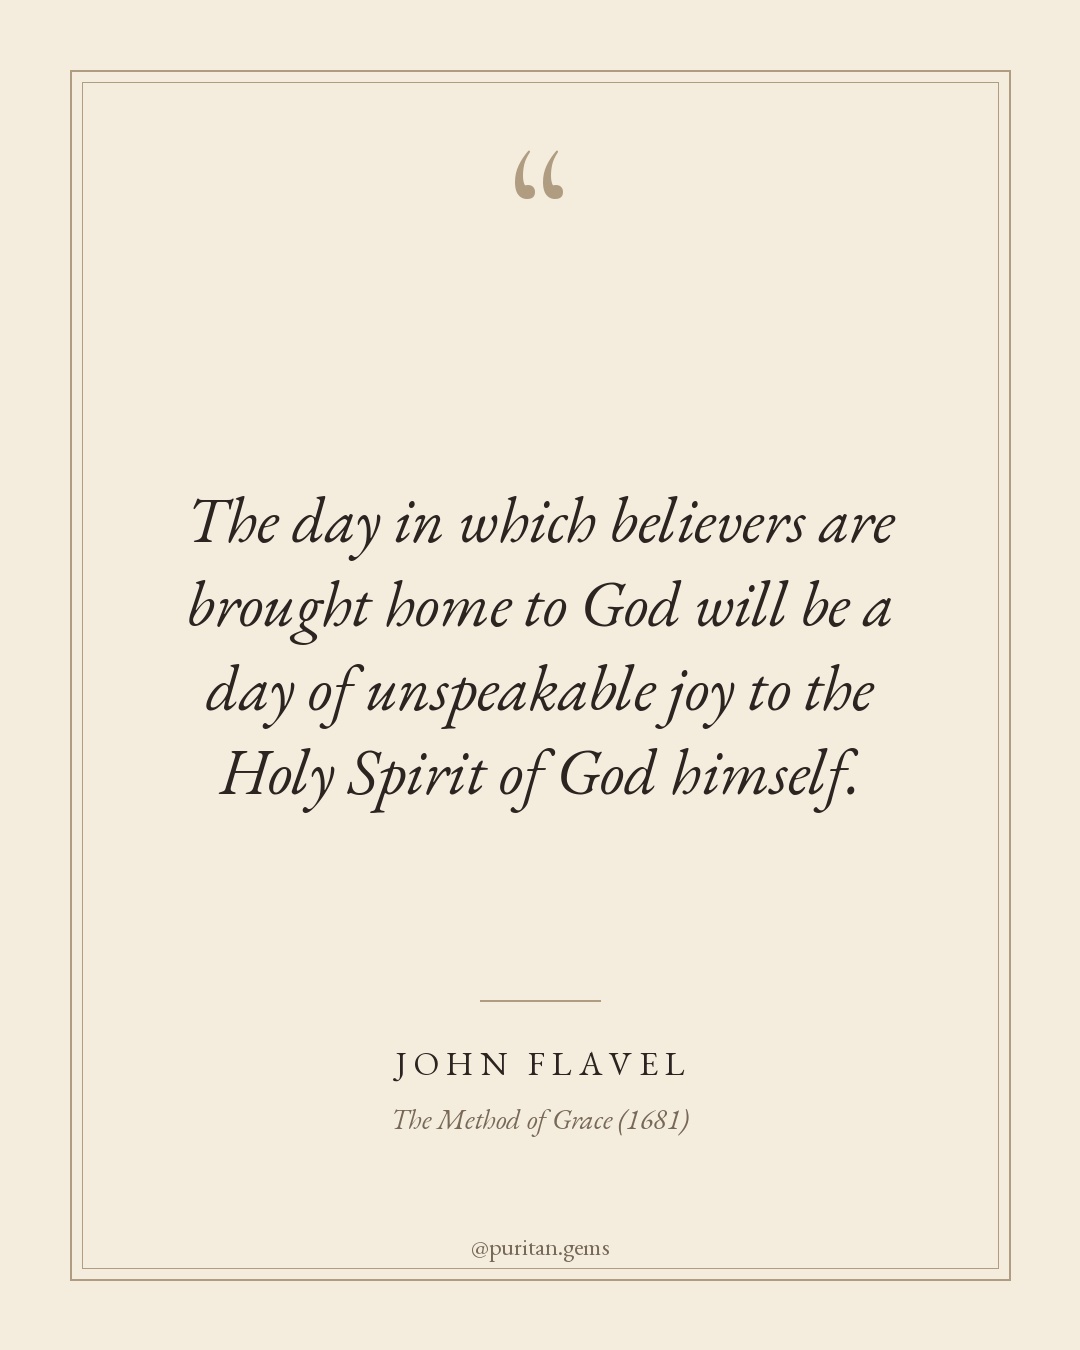 “
The day in which believers are
brought home to God will be a
day of unspeakable joy to the
Holy Spirit of God himself.
JOHN FLAVEL
The Method of Grace (1681)
@puritan.gems